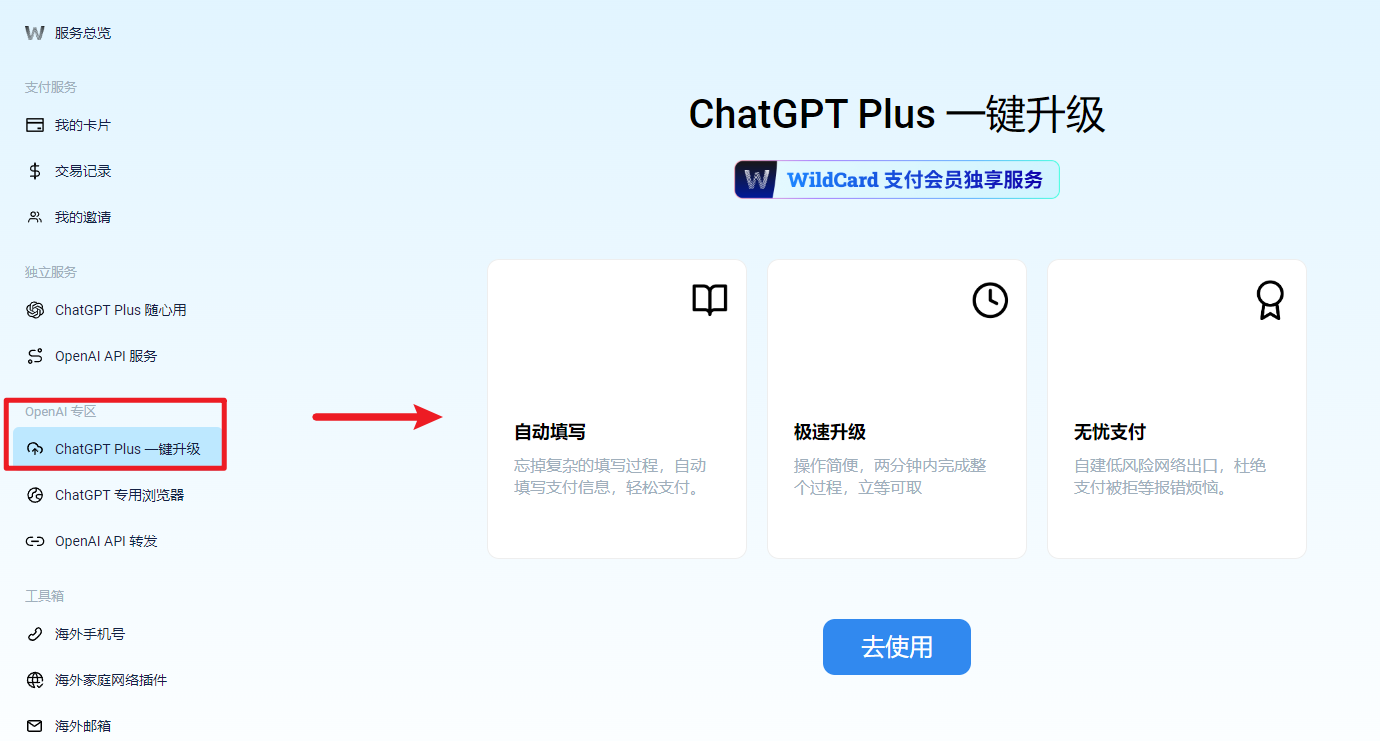 W 服务总览
支付服务
我的卡片
交易记录
我的邀请
独立服务
ChatGPT Plus 随心用
OpenAI API 服务
OpenAI 专区
ChatGPT Plus 一键升级
ChatGPT 专用浏览器
OpenAI API 转发
工具箱
海外手机号
海外家庭网络插件
海外邮箱
ChatGPT Plus 一键升级
W WildCard 支付会员独享服务
自动填写
忘掉复杂的填写过程，自动
填写支付信息，轻松支付。
极速升级
操作简便，两分钟内完成整
个过程，立等可取
无忧支付
自建低风险网络出口，杜绝
支付被拒等报错烦恼。
去使用